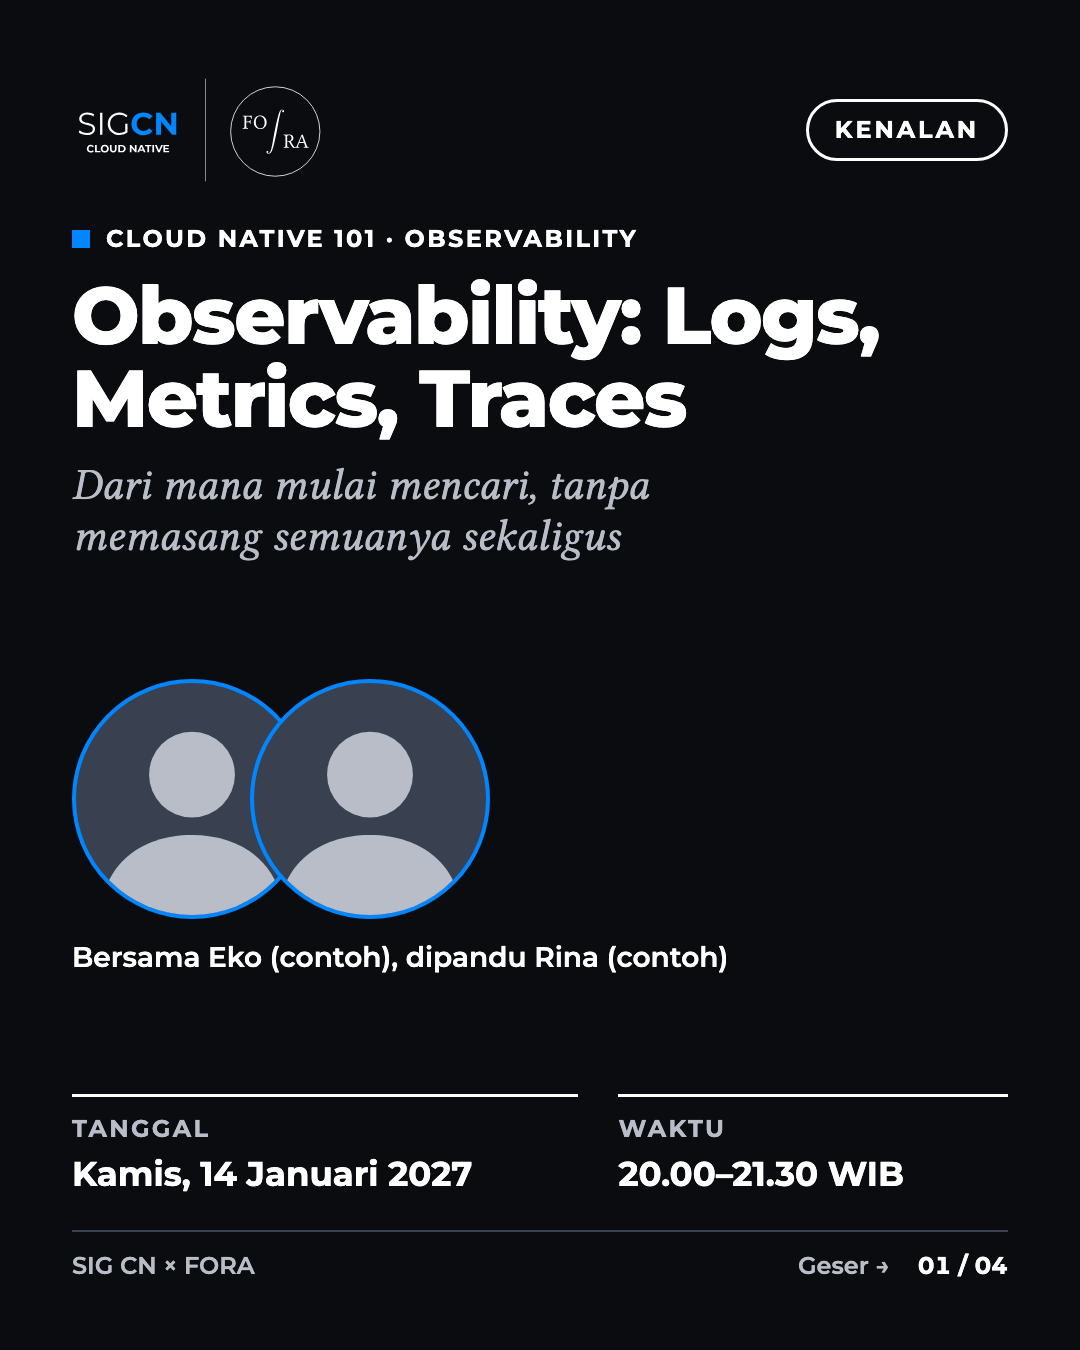 SIGCN
CLOUD NATIVE
FO RA
KENALAN
CLOUD NATIVE 101 · OBSERVABILITY
Observability: Logs,
Metrics, Traces
Dari mana mulai mencari, tanpa
memasang semuanya sekaligus
Bersama Eko (contoh), dipandu Rina (contoh)
TANGGAL
Kamis, 14 Januari 2027
WAKTU
20.00–21.30 WIB
SIG CN × FORA
Geser → 01 / 04